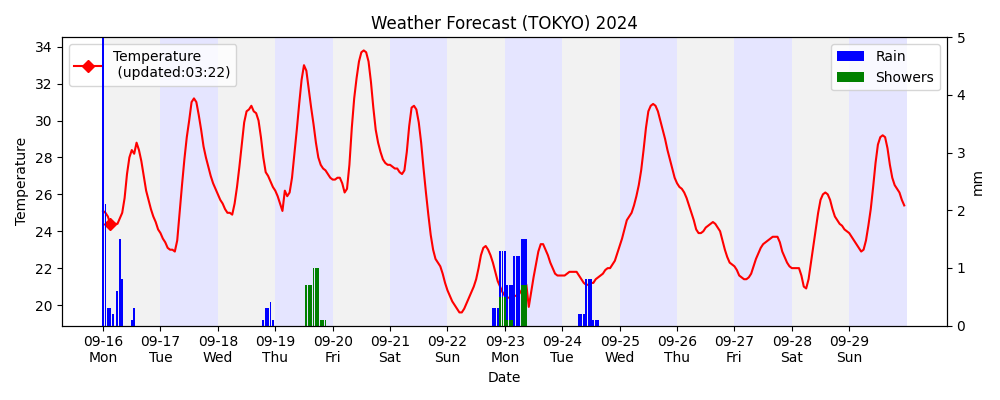 Weather Forecast (TOKYO) 2024
Temperature
(updated:03:22)
Rain
Showers
34
32
30
28
26
24
22
20
Temperature
5
4
3
2
1
0
mm
09-16 09-17 09-18 09-19 09-20 09-21 09-22 09-23 09-24 09-25 09-26 09-27 09-28 09-29
Mon Tue Wed Thu Fri Sat Sun Mon Tue Wed Thu Fri Sat Sun
Date